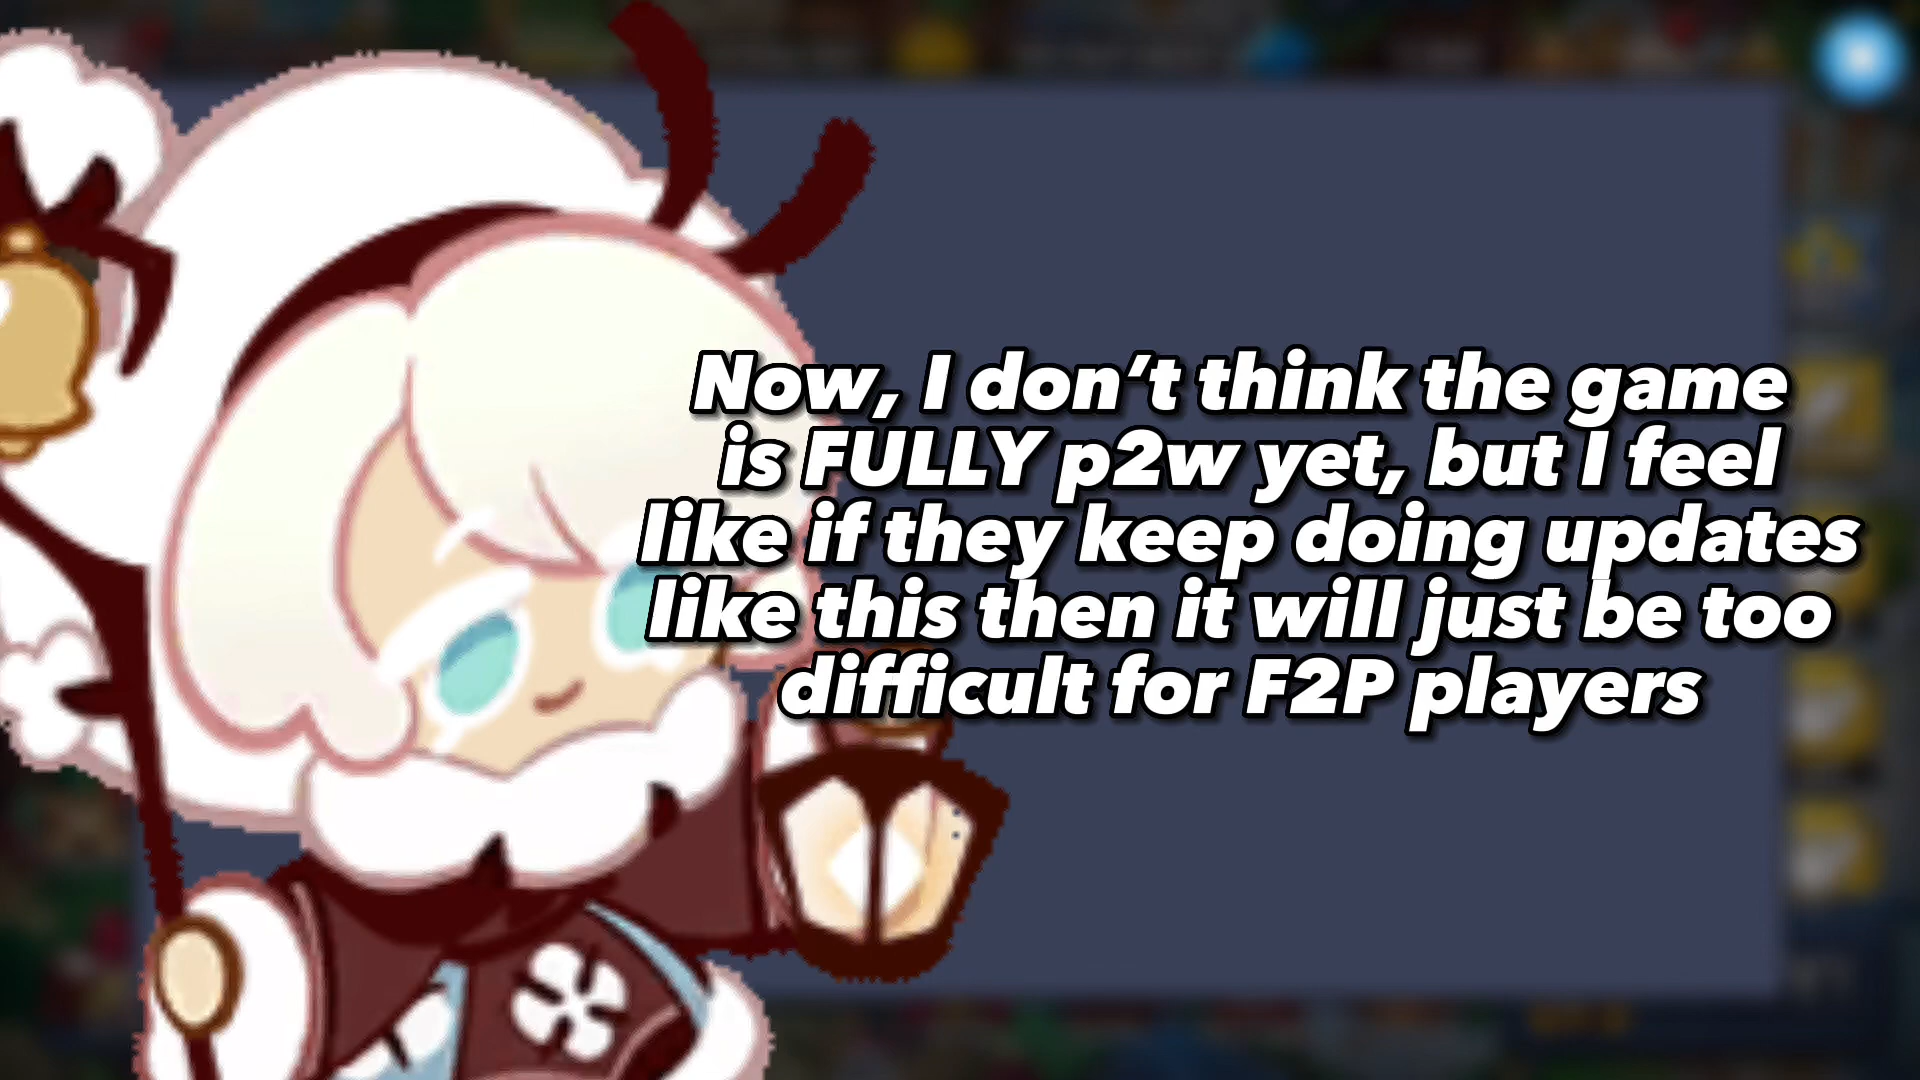 Now, I don’t think the game
is FULLY p2w yet, but I feel
like if they keep doing updates
like this then it will just be too
difficult for F2P players